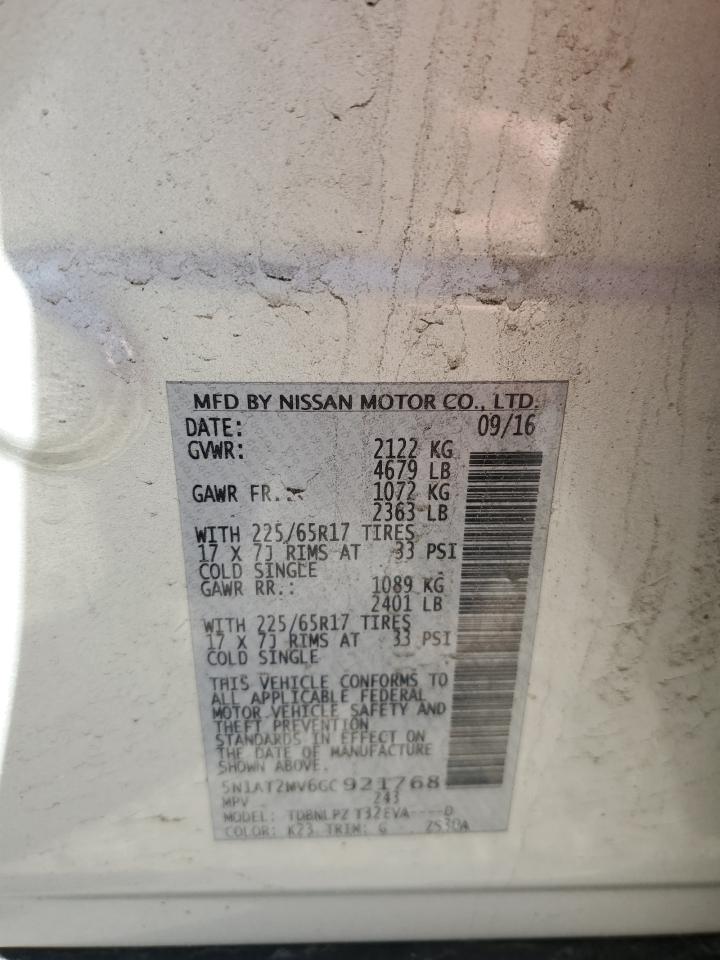 MFD BY NISSAN MOTOR CO., LTD.
DATE: 09/16
GVWR: 2122 KG
4679 LB
GAWR FR.: 1072 KG
2363 LB
WITH 225/65R17 TIRES
17 X 7J RIMS AT 33 PSI
COLD SINGLE
GAWR RR.: 1089 KG
2401 LB
WITH 225/65R17 TIRES
17 X 7J RIMS AT 33 PSI
COLD SINGLE
THIS VEHICLE CONFORMS TO
ALL APPLICABLE FEDERAL
MOTOR VEHICLE SAFETY AND
THEFT PREVENTION
STANDARDS IN EFFECT ON
THE DATE OF MANUFACTURE
SHOWN ABOVE.
5N1AT2MV6GC921768
MPV 243
MODEL: TDBNLPZ T32EVA----D
COLOR: K23 TRIM: G ZS30A